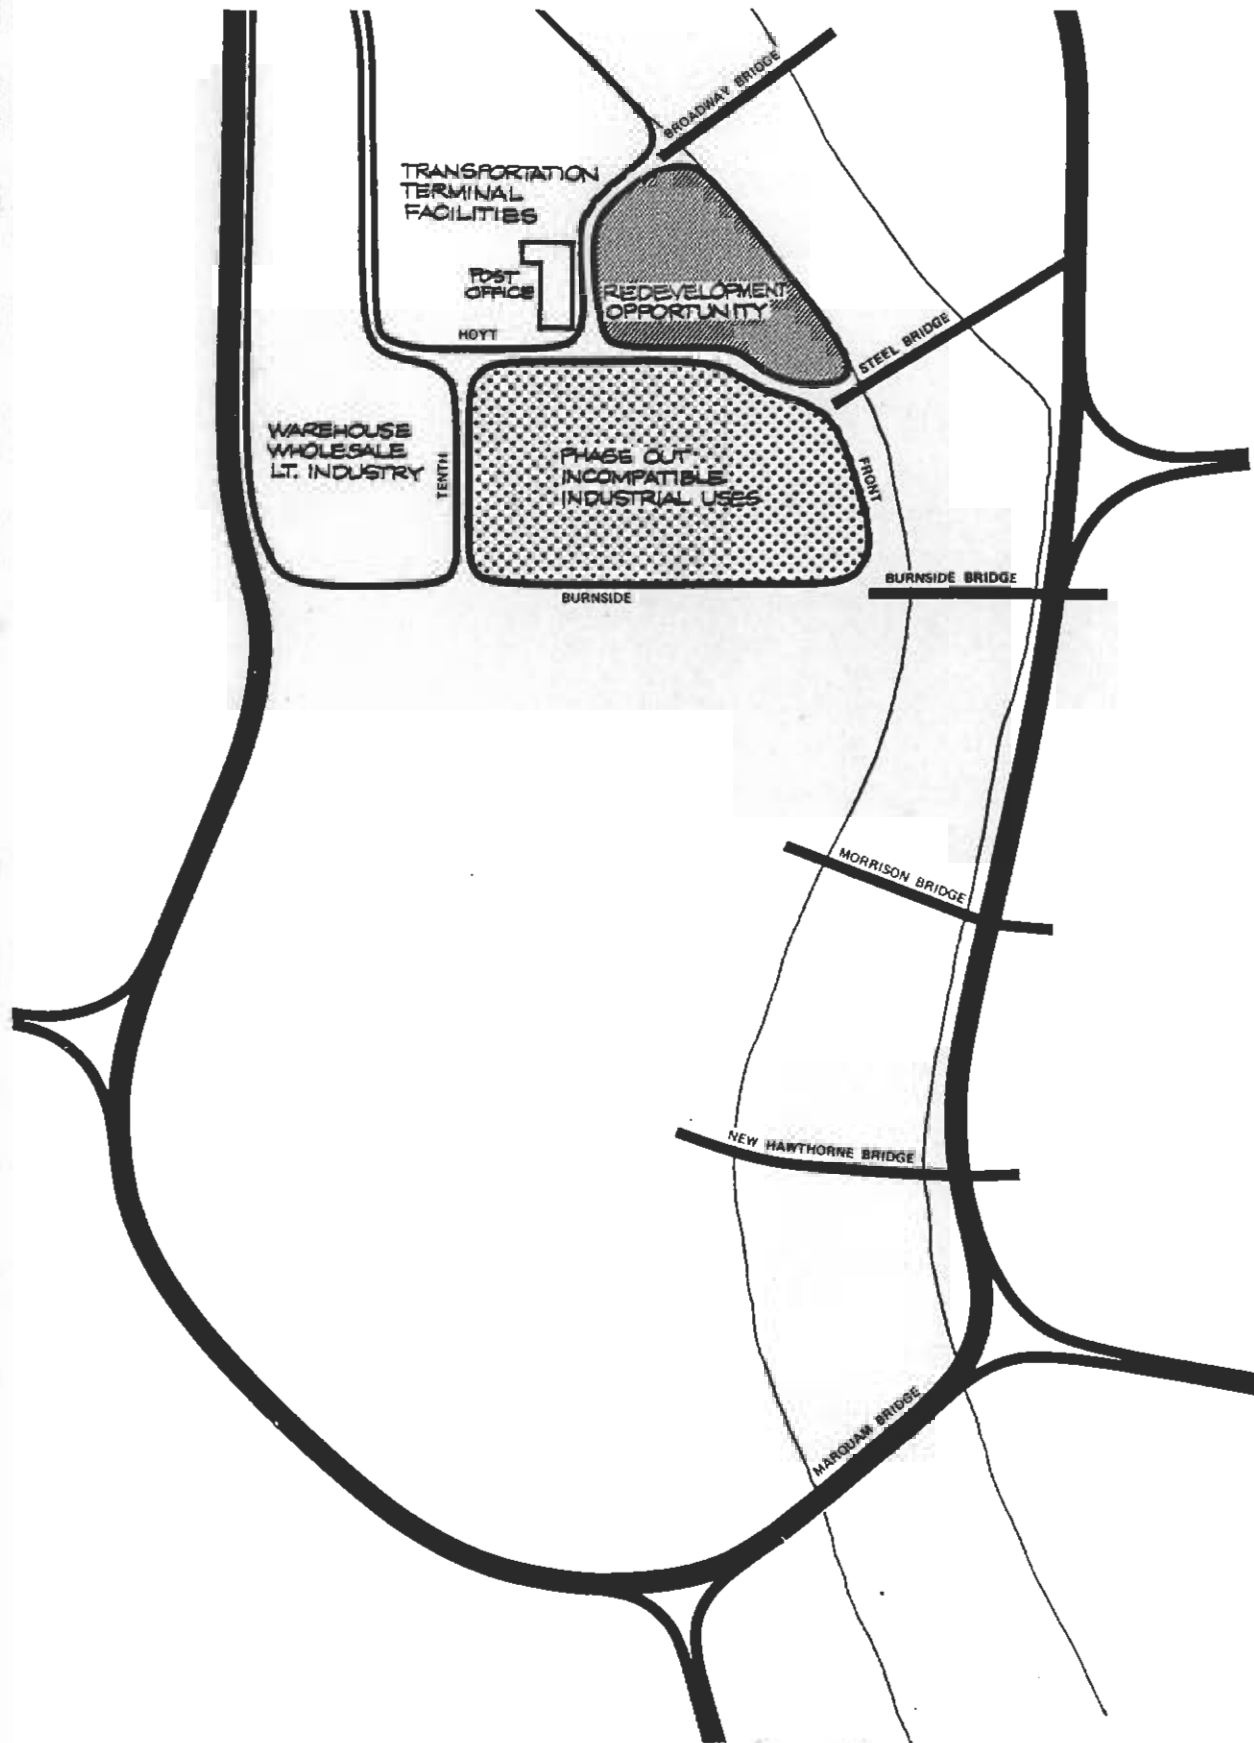 BROADWAY BRIDGE
TRANSPORTATION
TERMINAL
FACILITIES
POST
OFFICE
REDEVELOPMENT
OPPORTUNITY
HOYT
STEEL BRIDGE
WAREHOUSE
WHOLESALE
LT. INDUSTRY
TENTH
PHASE OUT
INCOMPATIBLE
INDUSTRIAL USES
FRONT
BURNSIDE BRIDGE
BURNSIDE
MORRISON BRIDGE
NEW HAWTHORNE BRIDGE
MARQUAM BRIDGE